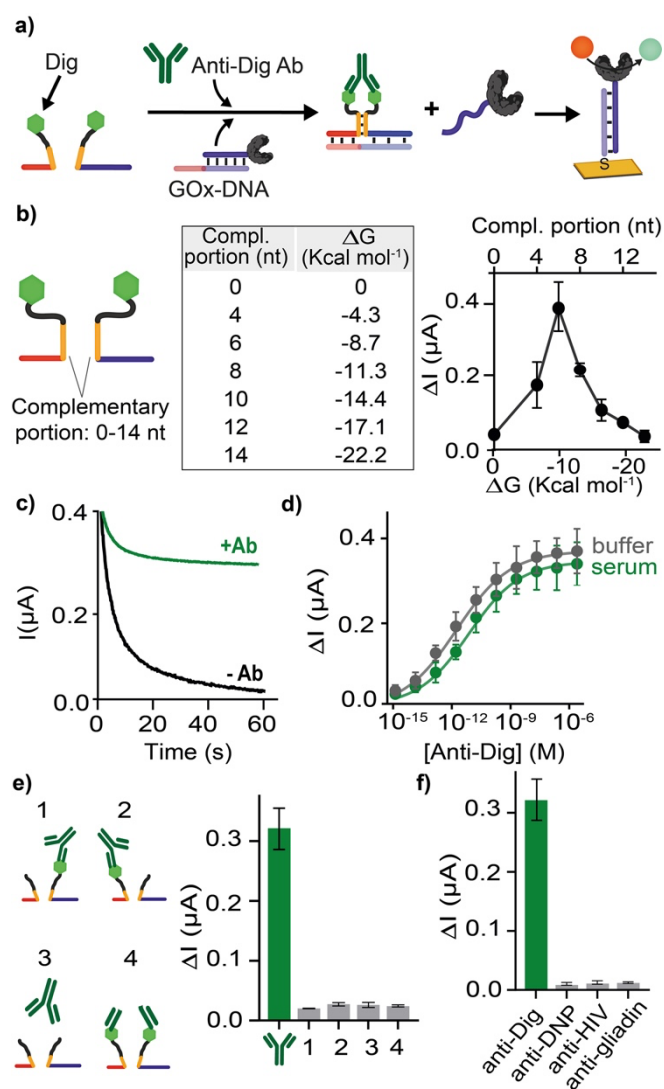 a)
Dig
Anti-Dig Ab
GOx-DNA
+
S
b)
Complementary
portion: 0-14 nt
Compl. portion (nt) ΔG (Kcal mol⁻¹)
0 0
4 -4.3
6 -8.7
8 -11.3
10 -14.4
12 -17.1
14 -22.2
Compl. portion (nt)
0 4 8 12
ΔI (μA)
0.4
0.2
0.0
0 -10 -20
ΔG (Kcal mol⁻¹)
c)
I(μA)
0.4
0.2
0.0
+Ab
- Ab
0 20 40 60
Time (s)
d)
ΔI (μA)
0.4
0.2
0.0
buffer
serum
10⁻¹⁵ 10⁻¹² 10⁻⁹ 10⁻⁶
[Anti-Dig] (M)
e)
1 2
3 4
ΔI (μA)
0.3
0.2
0.1
0.0
1 2 3 4
f)
ΔI (μA)
0.3
0.2
0.1
0.0
anti-Dig
anti-DNP
anti-HIV
anti-gliadin